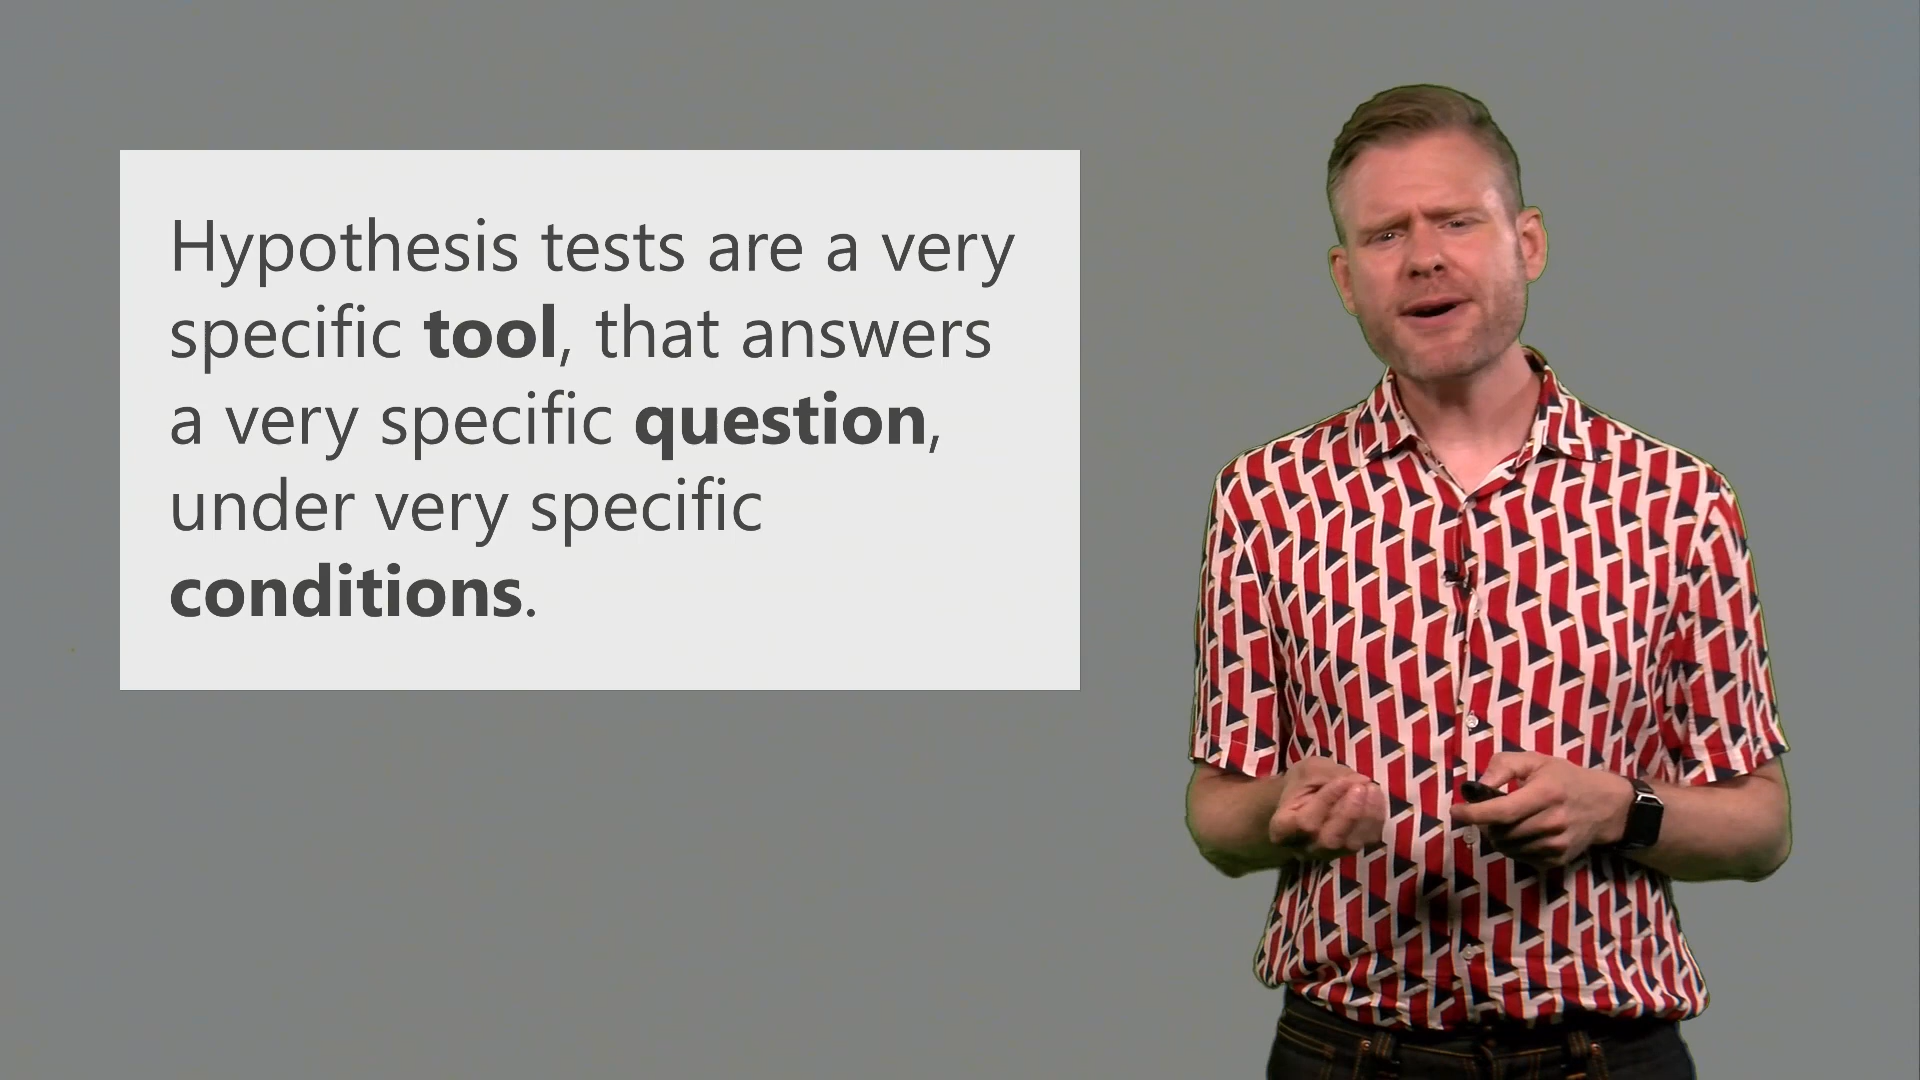 Hypothesis tests are a very
specific tool, that answers
a very specific question,
under very specific
conditions.